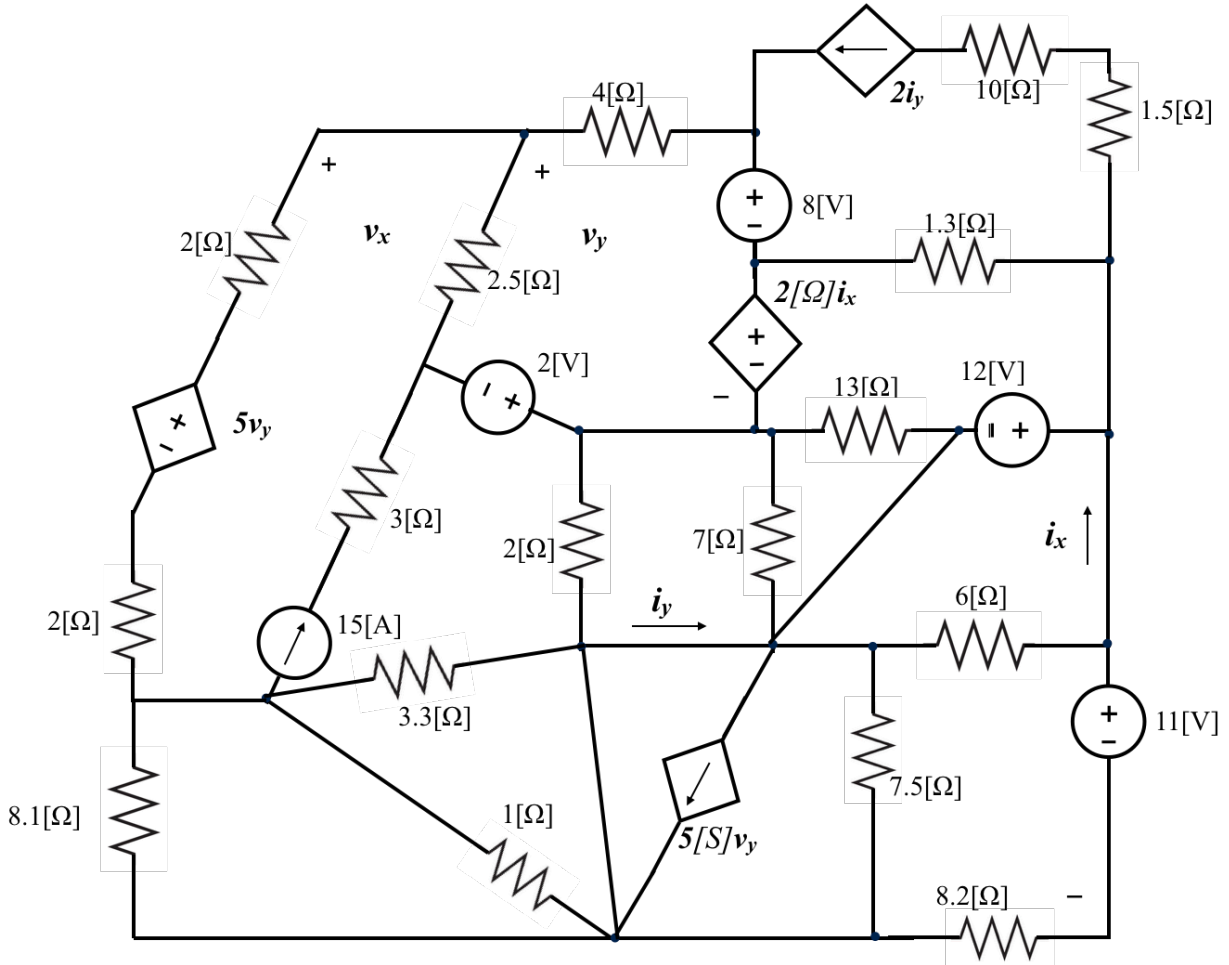 2i_y
10[Ω]
1.5[Ω]
4[Ω]
+
+
+
−
8[V]
2[Ω]
v_x
v_y
1.3[Ω]
2.5[Ω]
2[Ω]i_x
+
−
2[V]
− +
−
13[Ω]
12[V]
= +
+
−
5v_y
3[Ω]
2[Ω]
7[Ω]
i_x
2[Ω]
15[A]
i_y
6[Ω]
3.3[Ω]
+
−
11[V]
7.5[Ω]
8.1[Ω]
1[Ω]
5[S]v_y
8.2[Ω]
−